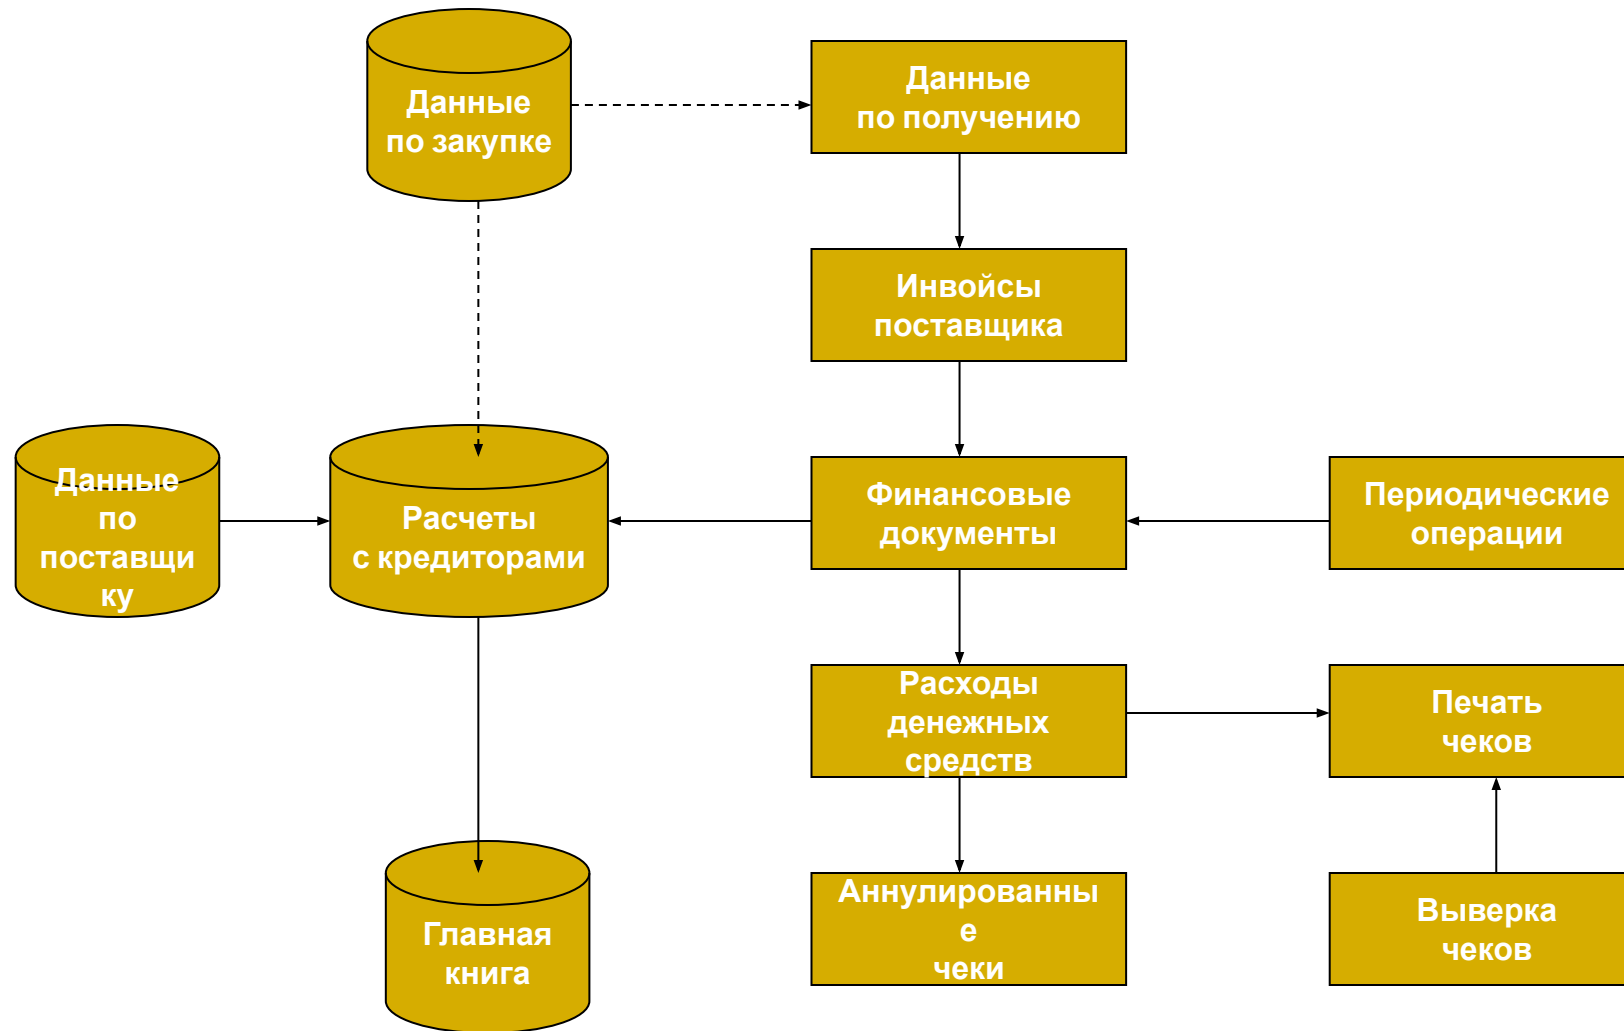 Данные
по закупке
Данные
по получению
Инвойсы
поставщика
Данные
по
поставщи
ку
Расчеты
с кредиторами
Финансовые
документы
Периодические
операции
Расходы
денежных
средств
Печать
чеков
Главная
книга
Аннулированны
е
чеки
Выверка
чеков